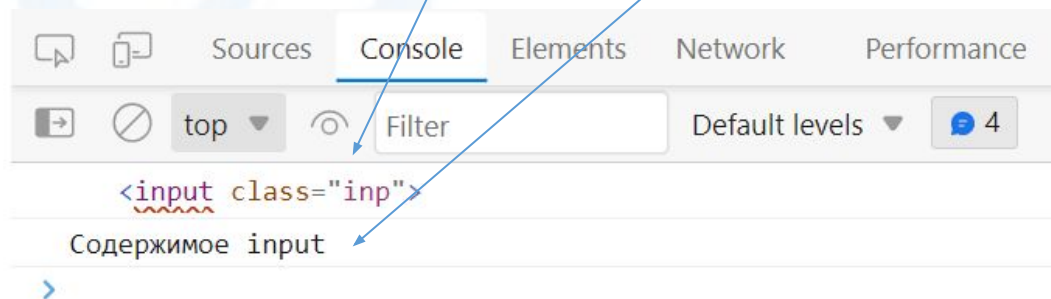 Sources Console Elements Network Performance
top Filter Default levels 4
<input class="inp">
Содержимое input